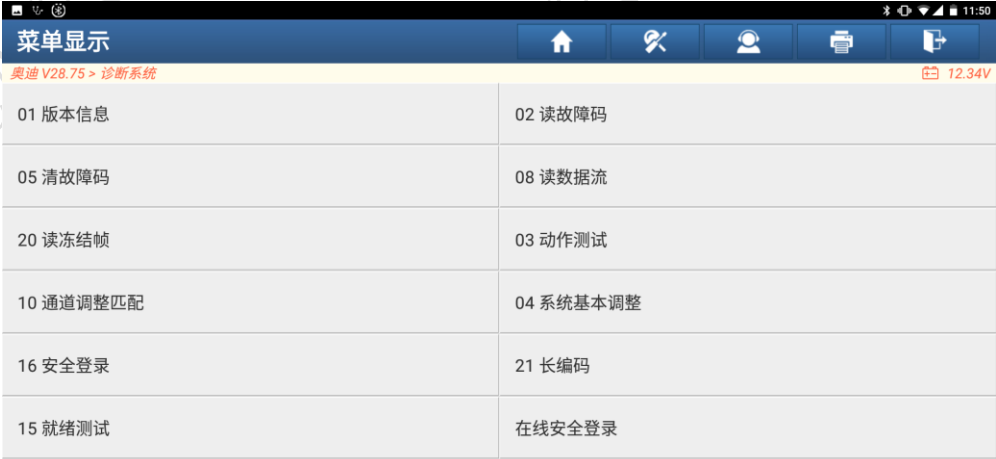 11:50
菜单显示
奥迪 V28.75 > 诊断系统
12.34V
01 版本信息
02 读故障码
05 清故障码
08 读数据流
20 读冻结帧
03 动作测试
10 通道调整匹配
04 系统基本调整
16 安全登录
21 长编码
15 就绪测试
在线安全登录